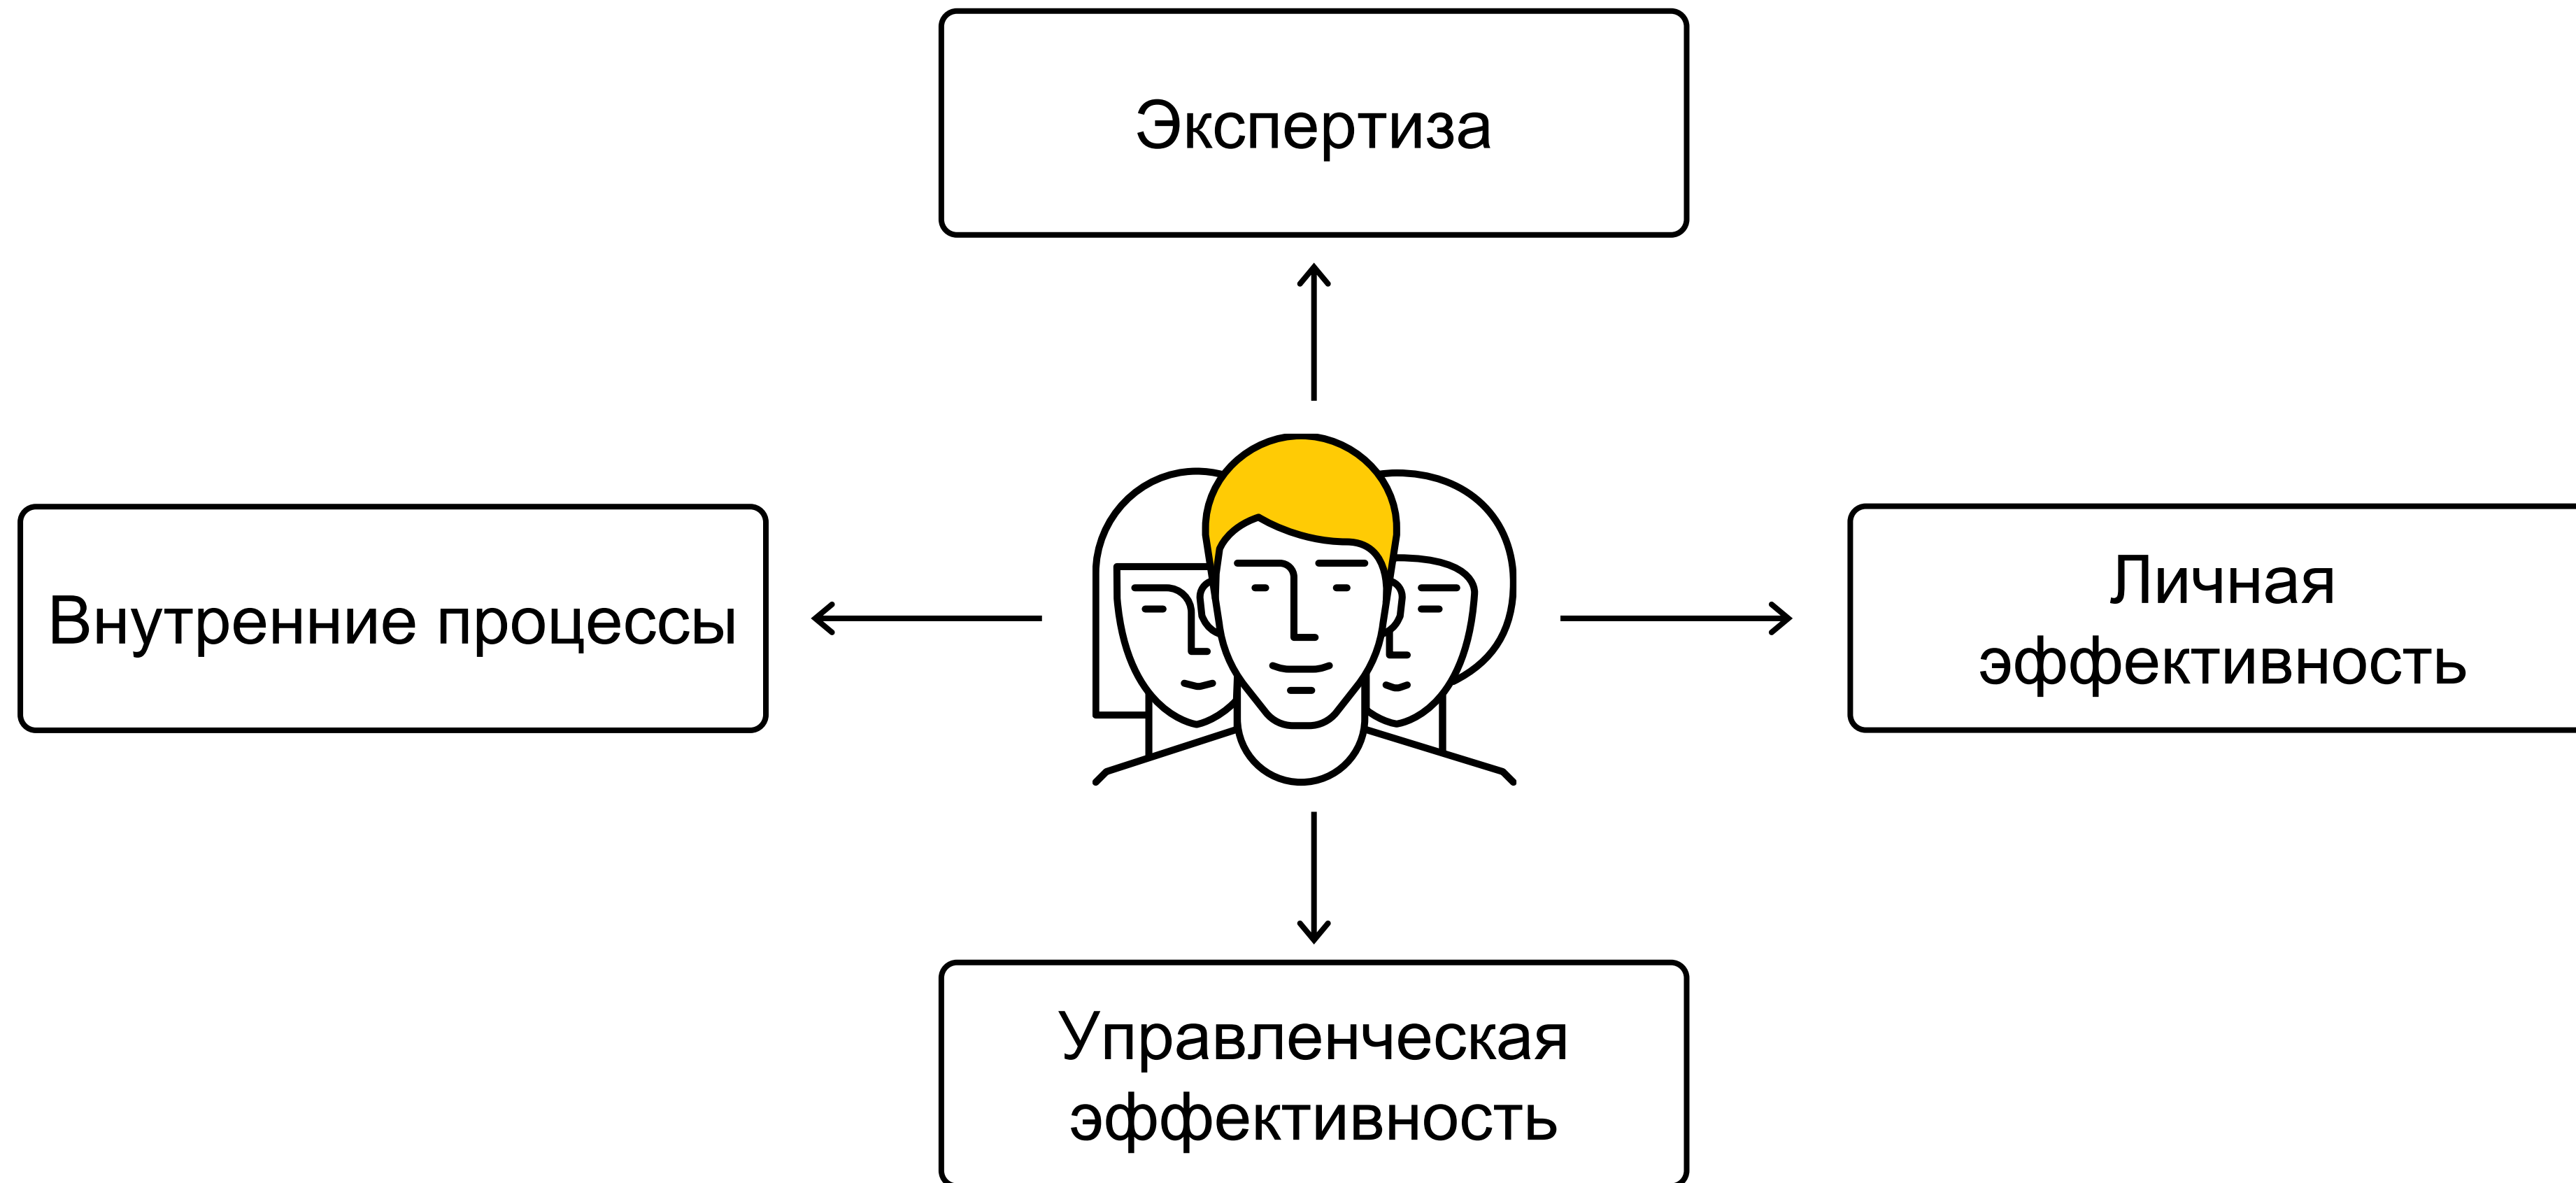 Экспертиза
Внутренние процессы
Личная
эффективность
Управленческая
эффективность